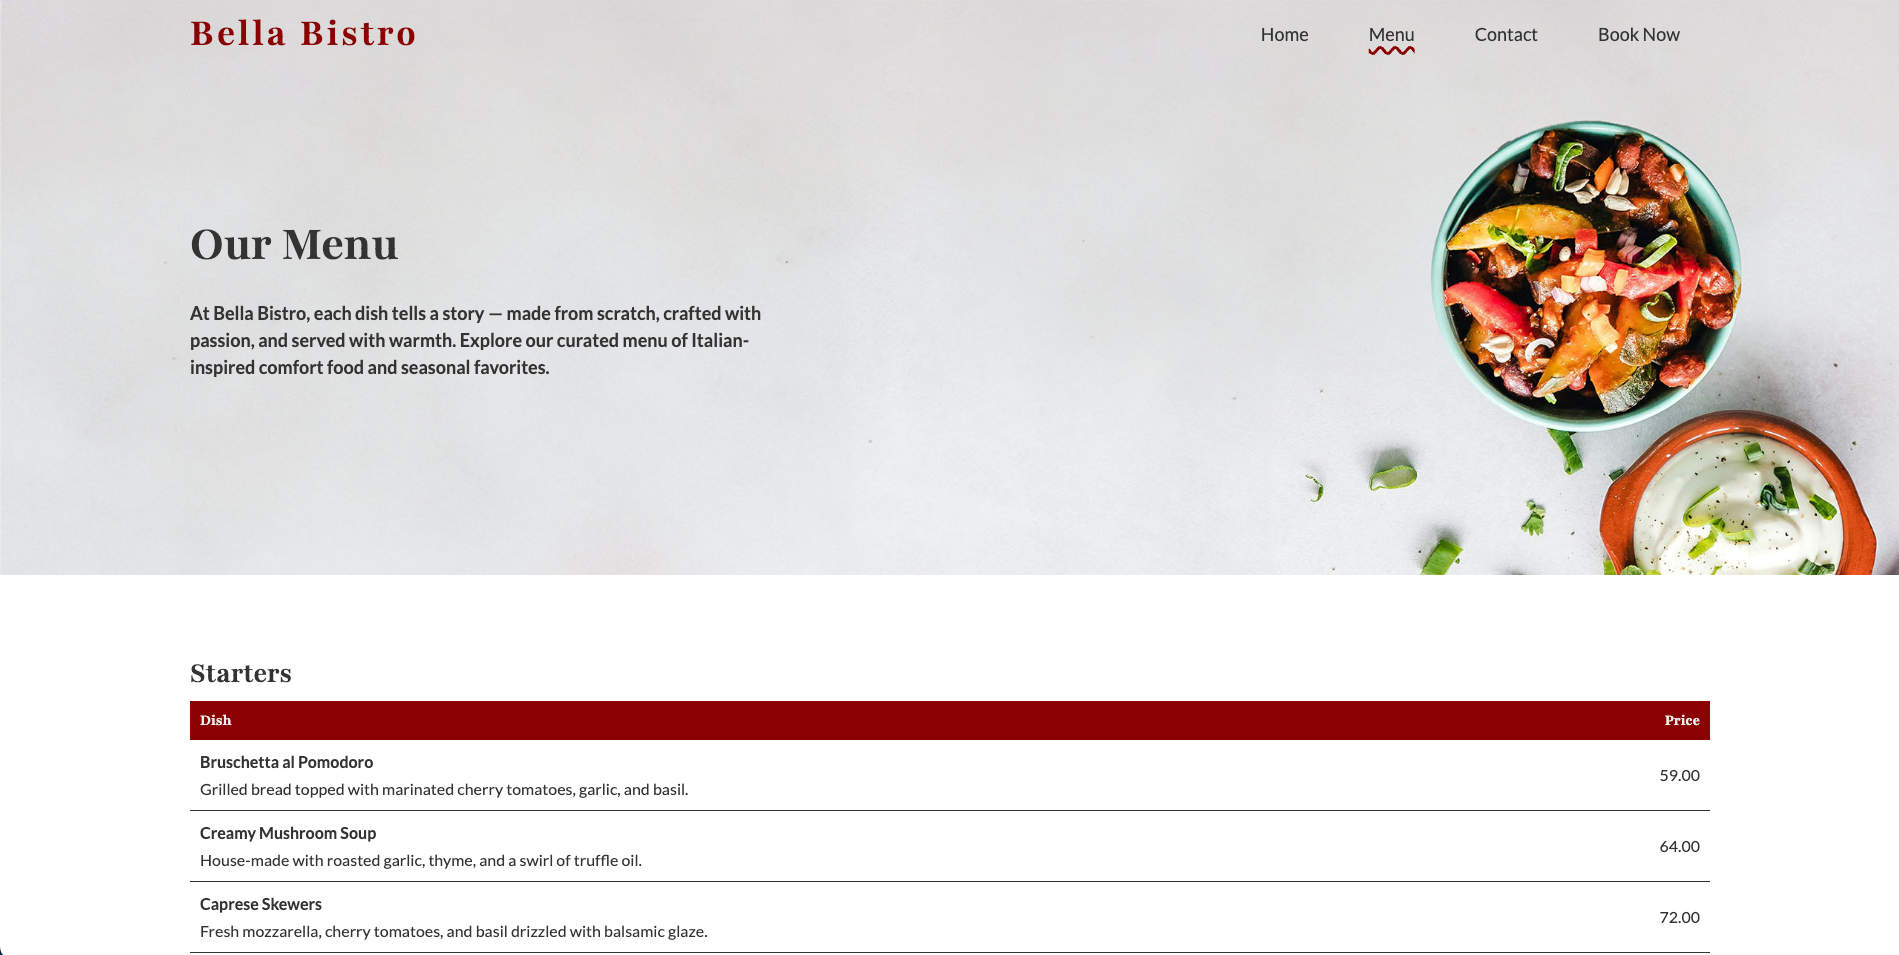 Bella Bistro
Home Menu Contact Book Now
Our Menu
At Bella Bistro, each dish tells a story — made from scratch, crafted with
passion, and served with warmth. Explore our curated menu of Italian-
inspired comfort food and seasonal favorites.
Starters
Dish Price
Bruschetta al Pomodoro
Grilled bread topped with marinated cherry tomatoes, garlic, and basil.
59.00
Creamy Mushroom Soup
House-made with roasted garlic, thyme, and a swirl of truffle oil.
64.00
Caprese Skewers
Fresh mozzarella, cherry tomatoes, and basil drizzled with balsamic glaze.
72.00